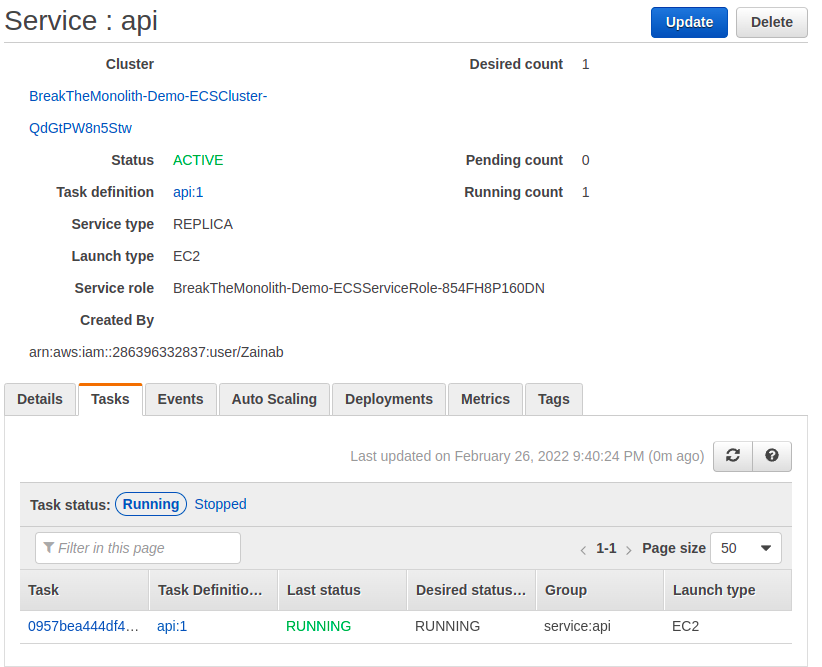 Service : api
Update Delete
Cluster
Desired count 1
BreakTheMonolith-Demo-ECSCluster-
QdGtPW8n5Stw
Status ACTIVE Pending count 0
Task definition api:1 Running count 1
Service type REPLICA
Launch type EC2
Service role BreakTheMonolith-Demo-ECSServiceRole-854FH8P160DN
Created By
arn:aws:iam::286396332837:user/Zainab
Details Tasks Events Auto Scaling Deployments Metrics Tags
Last updated on February 26, 2022 9:40:24 PM (0m ago)
Task status: Running Stopped
Filter in this page 1-1 Page size 50
Task Task Definitio… Last status Desired status… Group Launch type
0957bea444df4… api:1 RUNNING RUNNING service:api EC2